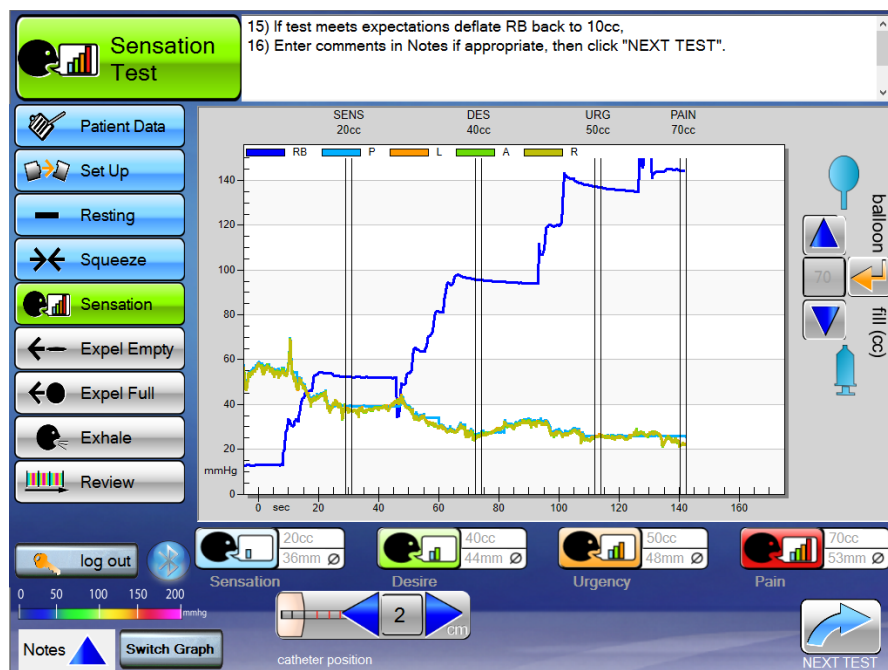 Sensation
Test
15) If test meets expectations deflate RB back to 10cc,
16) Enter comments in Notes if appropriate, then click "NEXT TEST".
Patient Data
Set Up
Resting
Squeeze
Sensation
Expel Empty
Expel Full
Exhale
Review
SENS DES URG PAIN
20cc 40cc 50cc 70cc
RB P L A R
140
120
100
80
60
40
20
mmHg
0
0 sec 20 40 60 80 100 120 140 160
balloon
70
fill (cc)
log out
20cc
36mm Ø
Sensation
40cc
44mm Ø
Desire
50cc
48mm Ø
Urgency
70cc
53mm Ø
Pain
0 50 100 150 200
mmhg
2
cm
catheter position
Notes
Switch Graph
NEXT TEST